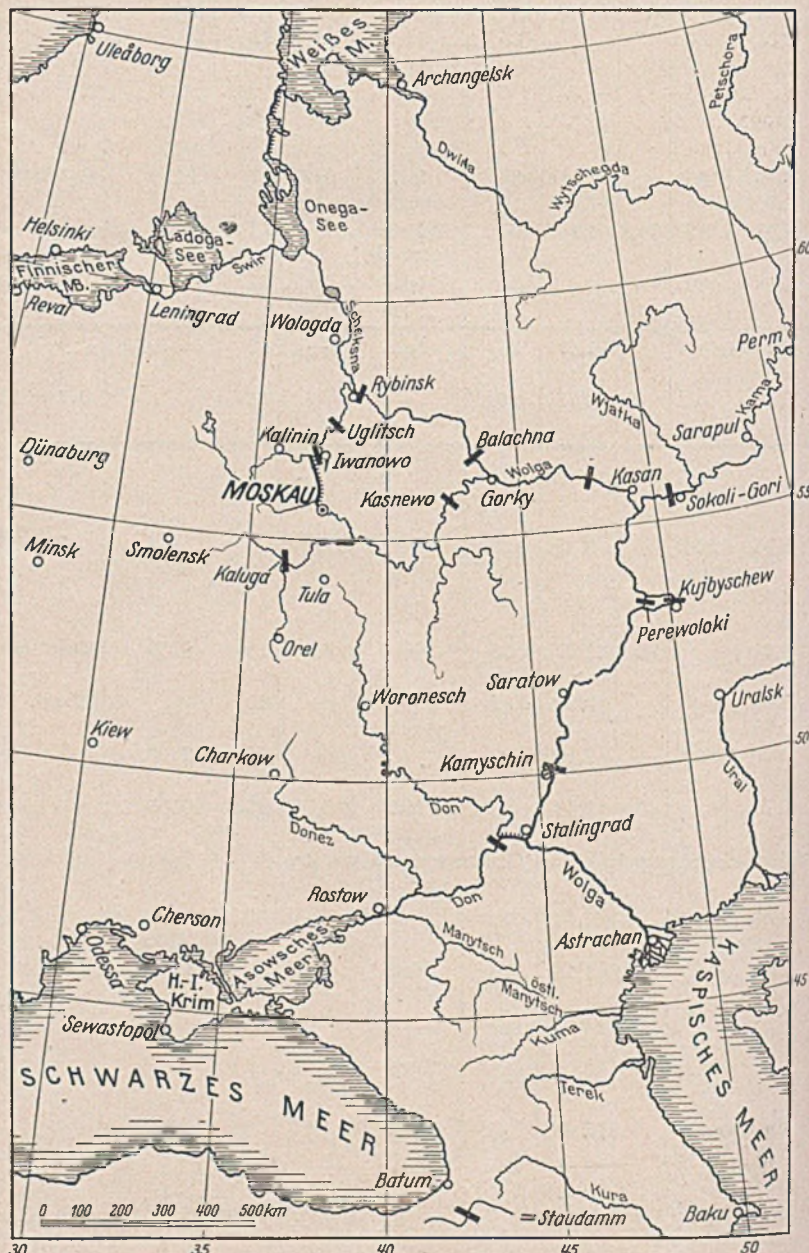 Uleåborg
Weißes
M.
Archangelsk
Petschora
Dwina
Wytschegda
Onega-
See
Helsinki
Ladoga-
See
Swir
60
Finnischer
MB.
Reval
Leningrad
Wologda
Scheksna
Perm
Rybinsk
Wjatka
Kama
Sarapul
Uglitsch
Kalinin
Iwanowo
Balachna
Wolga
Dünaburg
MOSKAU
Kasnewo
Gorky
Kasan
Sokoli-Gori
55
Minsk
Smolensk
Kaluga
Tula
Kujbyschew
Perewoloki
Orel
Woronesch
Saratow
Uralsk
Kiew
Charkow
Kamyschin
50
Ural
Don
Donez
Stalingrad
Wolga
Rostow
Don
Cherson
Odessa
Asowsches
Meer
Manytsch
Astrachan
östl.
Manytsch
H.-I.
Krim
45
KASPISCHES MEER
Sewastopol
Kuma
Terek
SCHWARZES MEER
Batum
Kura
Baku
0 100 200 300 400 500km
=Staudamm
30 35 40 45 50